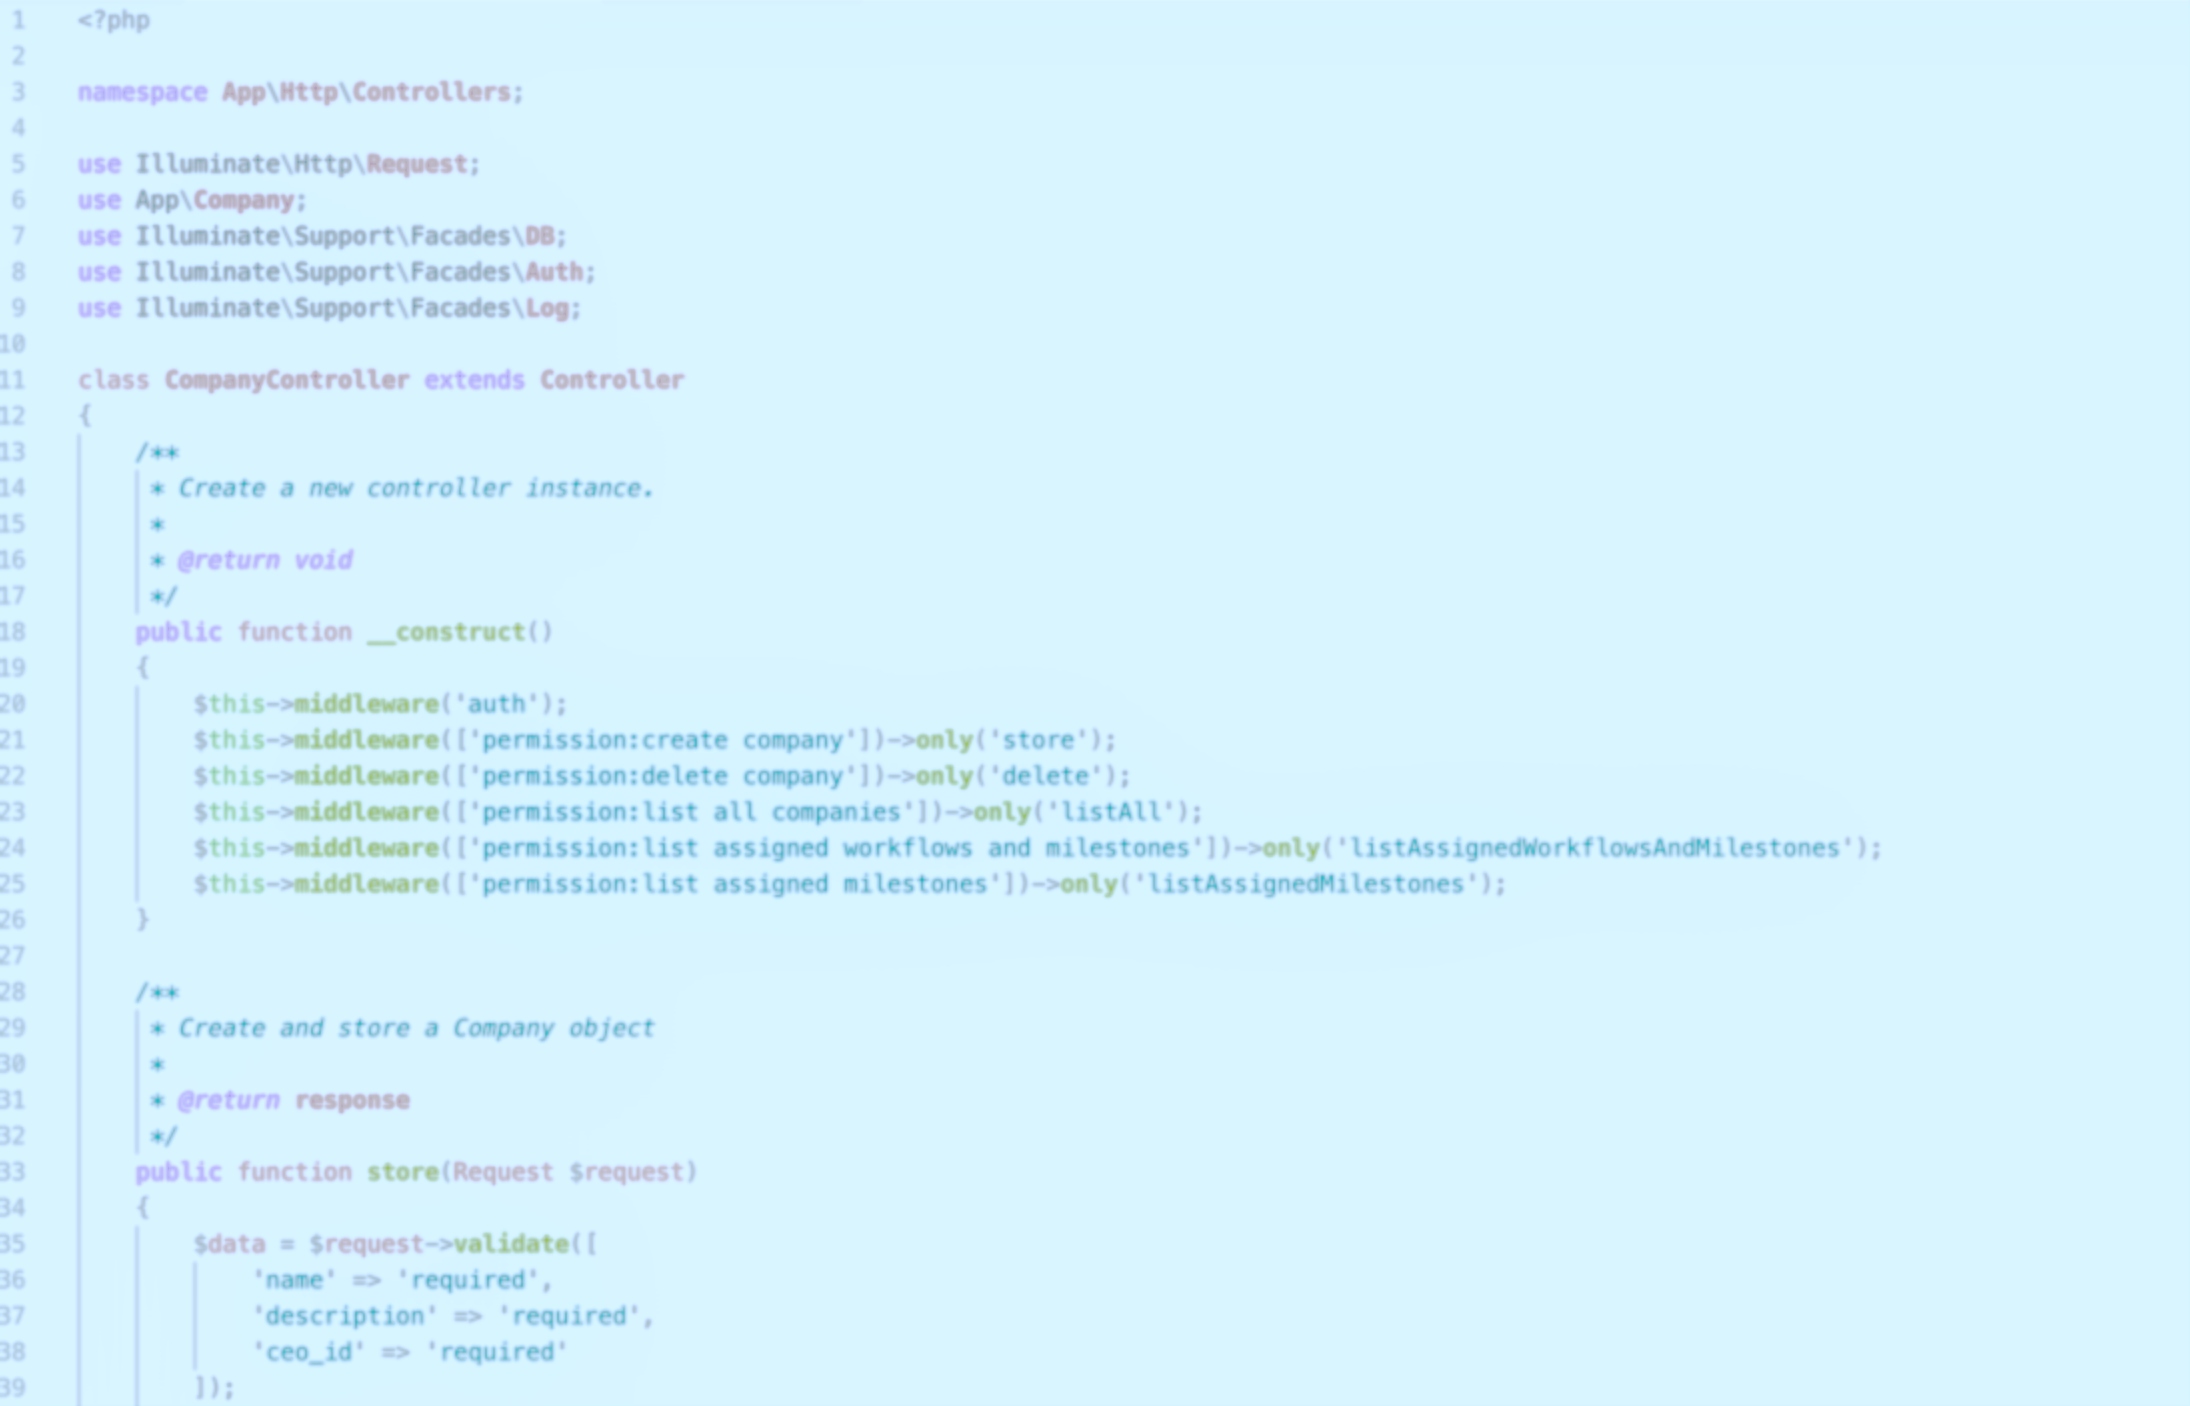 1 <?php
2
3 namespace App\Http\Controllers;
4
5 use Illuminate\Http\Request;
6 use App\Company;
7 use Illuminate\Support\Facades\DB;
8 use Illuminate\Support\Facades\Auth;
9 use Illuminate\Support\Facades\Log;
10
11 class CompanyController extends Controller
12 {
13 /**
14 * Create a new controller instance.
15 *
16 * @return void
17 */
18 public function __construct()
19 {
20 $this->middleware('auth');
21 $this->middleware(['permission:create company'])->only('store');
22 $this->middleware(['permission:delete company'])->only('delete');
23 $this->middleware(['permission:list all companies'])->only('listAll');
24 $this->middleware(['permission:list assigned workflows and milestones'])->only('listAssignedWorkflowsAndMilestones');
25 $this->middleware(['permission:list assigned milestones'])->only('listAssignedMilestones');
26 }
27
28 /**
29 * Create and store a Company object
30 *
31 * @return response
32 */
33 public function store(Request $request)
34 {
35 $data = $request->validate([
36 'name' => 'required',
37 'description' => 'required',
38 'ceo_id' => 'required'
39 ]);